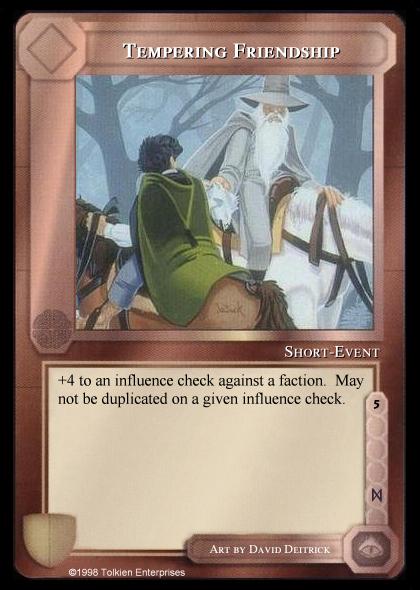 Tempering Friendship
Short-Event
+4 to an influence check against a faction. May
not be duplicated on a given influence check.
5
Art by David Deitrick
©1998 Tolkien Enterprises